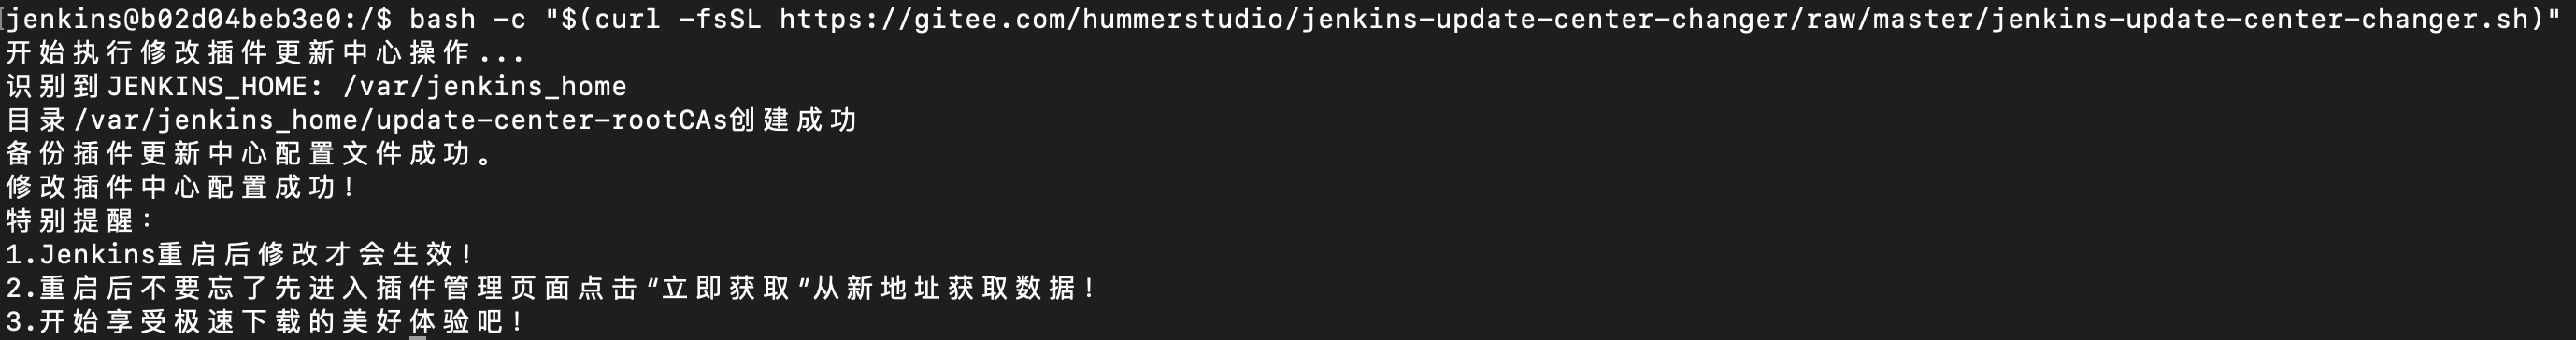 jenkins@b02d04beb3e0:/$ bash -c "$(curl -fsSL https://gitee.com/hummerstudio/jenkins-update-center-changer/raw/master/jenkins-update-center-changer.sh)"
开始执行修改插件更新中心操作...
识别到JENKINS_HOME: /var/jenkins_home
目录/var/jenkins_home/update-center-rootCAs创建成功
备份插件更新中心配置文件成功。
修改插件中心配置成功！
特别提醒：
1.Jenkins重启后修改才会生效！
2.重启后不要忘了先进入插件管理页面点击“立即获取”从新地址获取数据！
3.开始享受极速下载的美好体验吧！